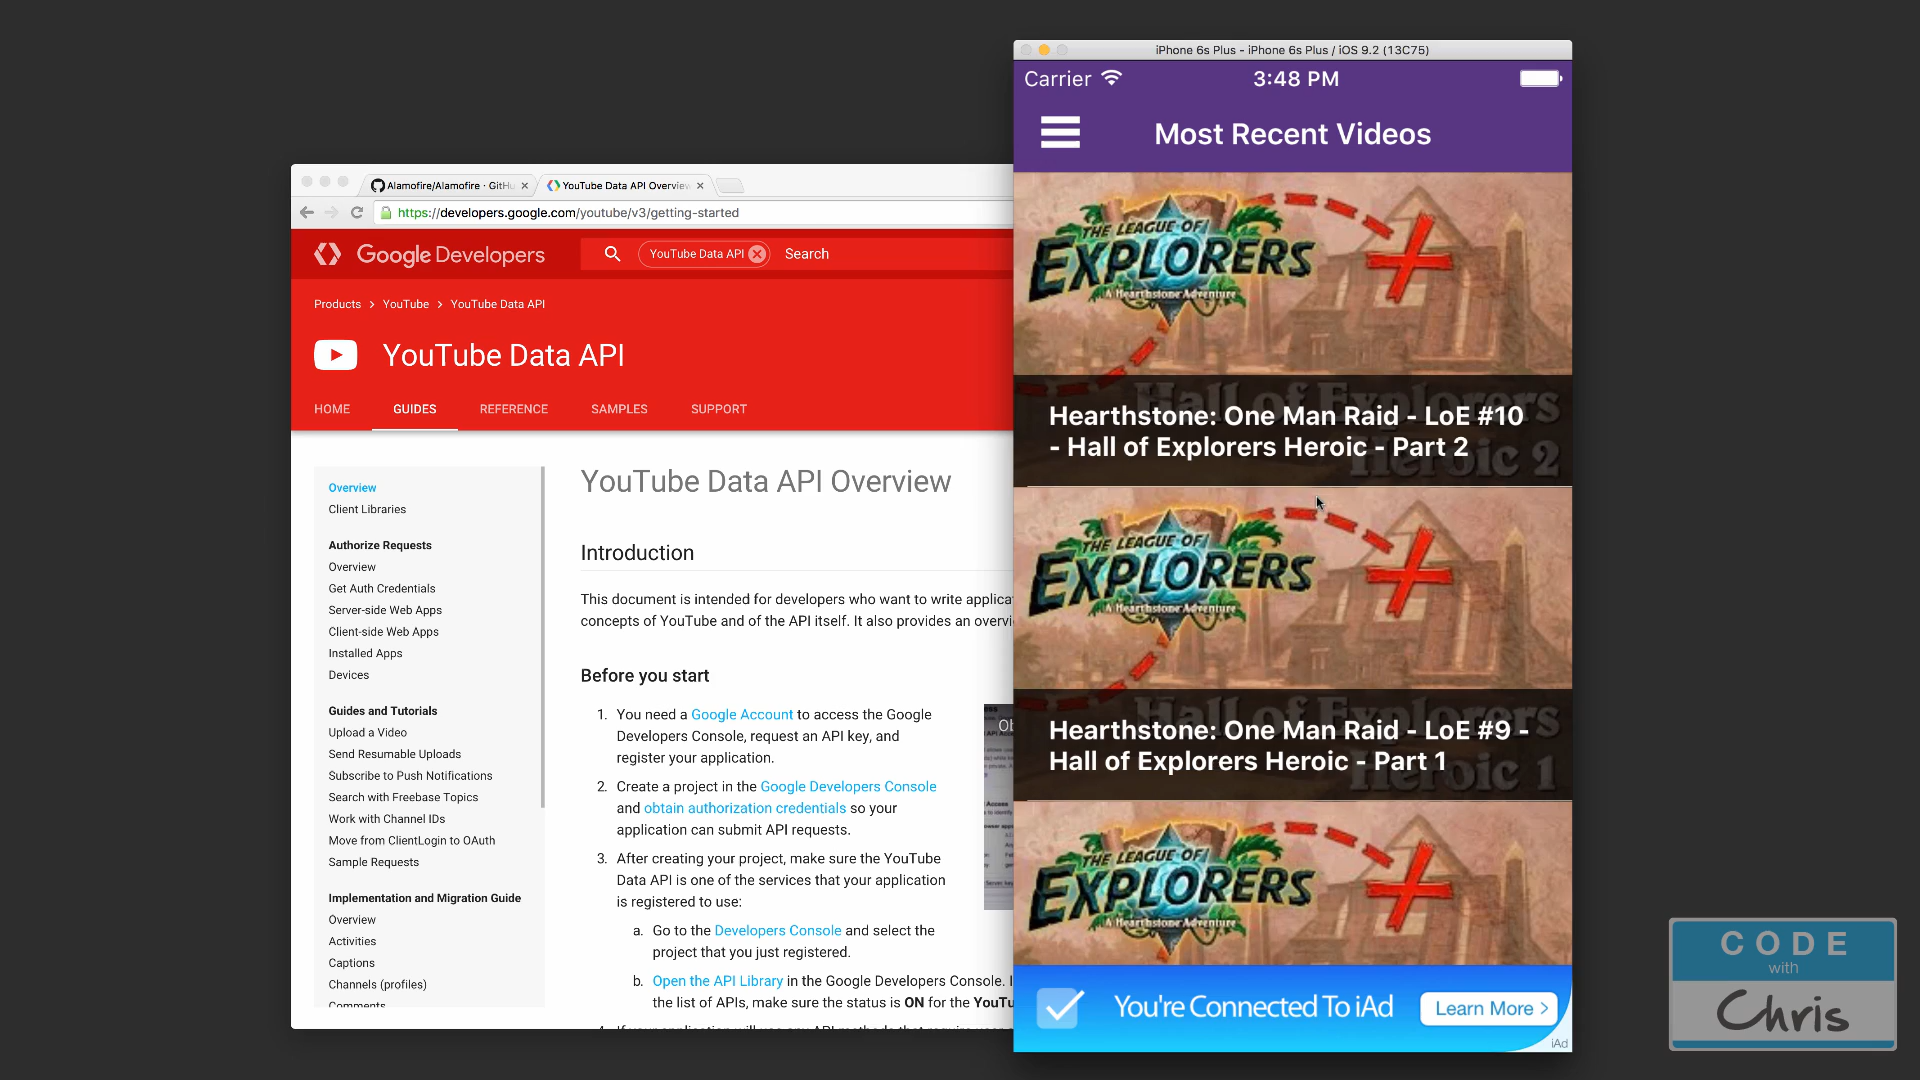 Alamofire/Alamofire · GitHu
YouTube Data API Overview
https://developers.google.com/youtube/v3/getting-started
Google Developers
YouTube Data API
Search
Products > YouTube > YouTube Data API
YouTube Data API
HOME GUIDES REFERENCE SAMPLES SUPPORT
Overview
Client Libraries
Authorize Requests
Overview
Get Auth Credentials
Server-side Web Apps
Client-side Web Apps
Installed Apps
Devices
Guides and Tutorials
Upload a Video
Send Resumable Uploads
Subscribe to Push Notifications
Search with Freebase Topics
Work with Channel IDs
Move from ClientLogin to OAuth
Sample Requests
Implementation and Migration Guide
Overview
Activities
Captions
Channels (profiles)
Comments
YouTube Data API Overview
Introduction
This document is intended for developers who want to write applicat
concepts of YouTube and of the API itself. It also provides an overvi
Before you start
1. You need a Google Account to access the Google
Developers Console, request an API key, and
register your application.
2. Create a project in the Google Developers Console
and obtain authorization credentials so your
application can submit API requests.
3. After creating your project, make sure the YouTube
Data API is one of the services that your application
is registered to use:
a. Go to the Developers Console and select the
project that you just registered.
b. Open the API Library in the Google Developers Console. I
the list of APIs, make sure the status is ON for the YouTu
iPhone 6s Plus - iPhone 6s Plus / iOS 9.2 (13C75)
Carrier 3:48 PM
Most Recent Videos
THE LEAGUE OF
EXPLORERS
A Hearthstone Adventure
Hall of Explorers
Heroic 2
Hearthstone: One Man Raid - LoE #10
- Hall of Explorers Heroic - Part 2
THE LEAGUE OF
EXPLORERS
A Hearthstone Adventure
Hall of Explorers
Heroic 1
Hearthstone: One Man Raid - LoE #9 -
Hall of Explorers Heroic - Part 1
THE LEAGUE OF
EXPLORERS
A Hearthstone Adventure
You're Connected To iAd
Learn More >
iAd
CODE
with
Chris